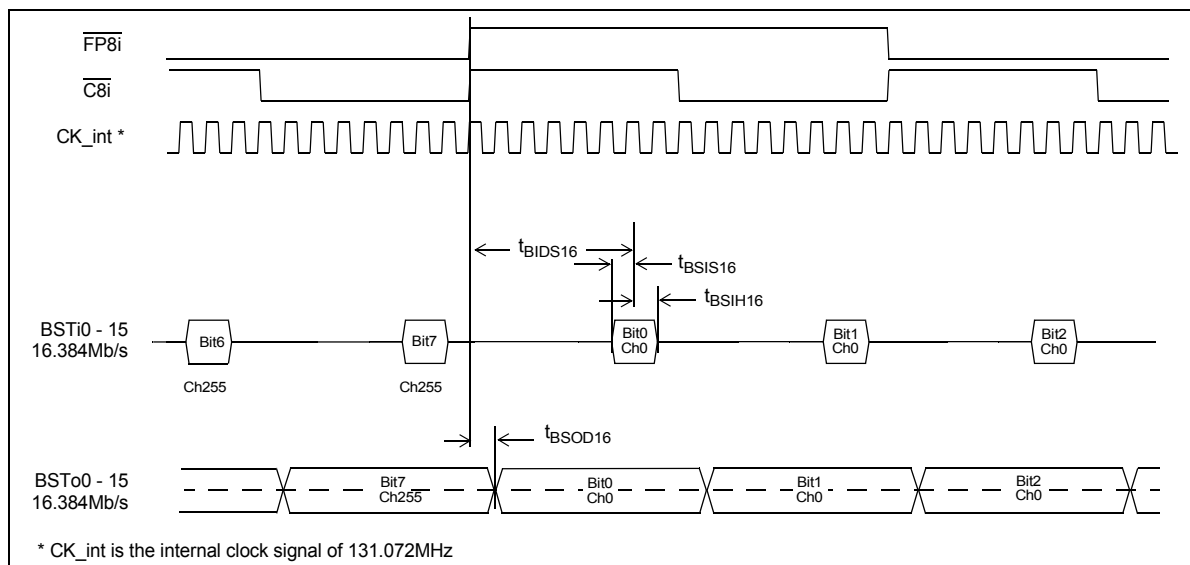 FP8i
C8i
CK_int *
tBIDS16
tBSIS16
tBSIH16
BSTi0 - 15
16.384Mb/s
Bit6
Bit7
Bit0
Ch0
Bit1
Ch0
Bit2
Ch0
Ch255
Ch255
tBSOD16
BSTo0 - 15
16.384Mb/s
Bit7
Ch255
Bit0
Ch0
Bit1
Ch0
Bit2
Ch0
* CK_int is the internal clock signal of 131.072MHz